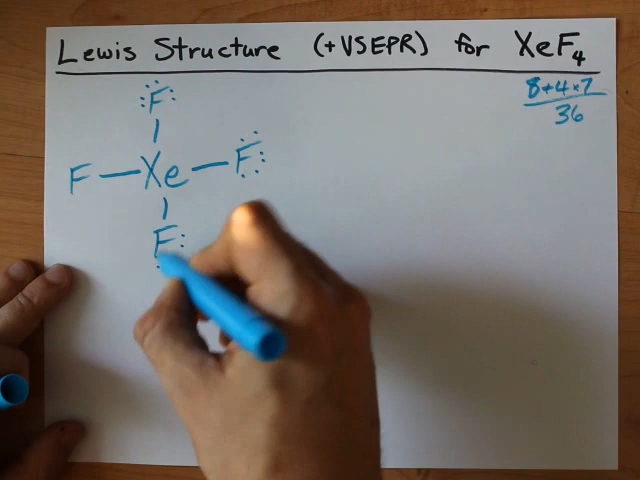 Lewis Structure (+VSEPR) for XeF₄
8+4×7
36
F
F — Xe — F
F